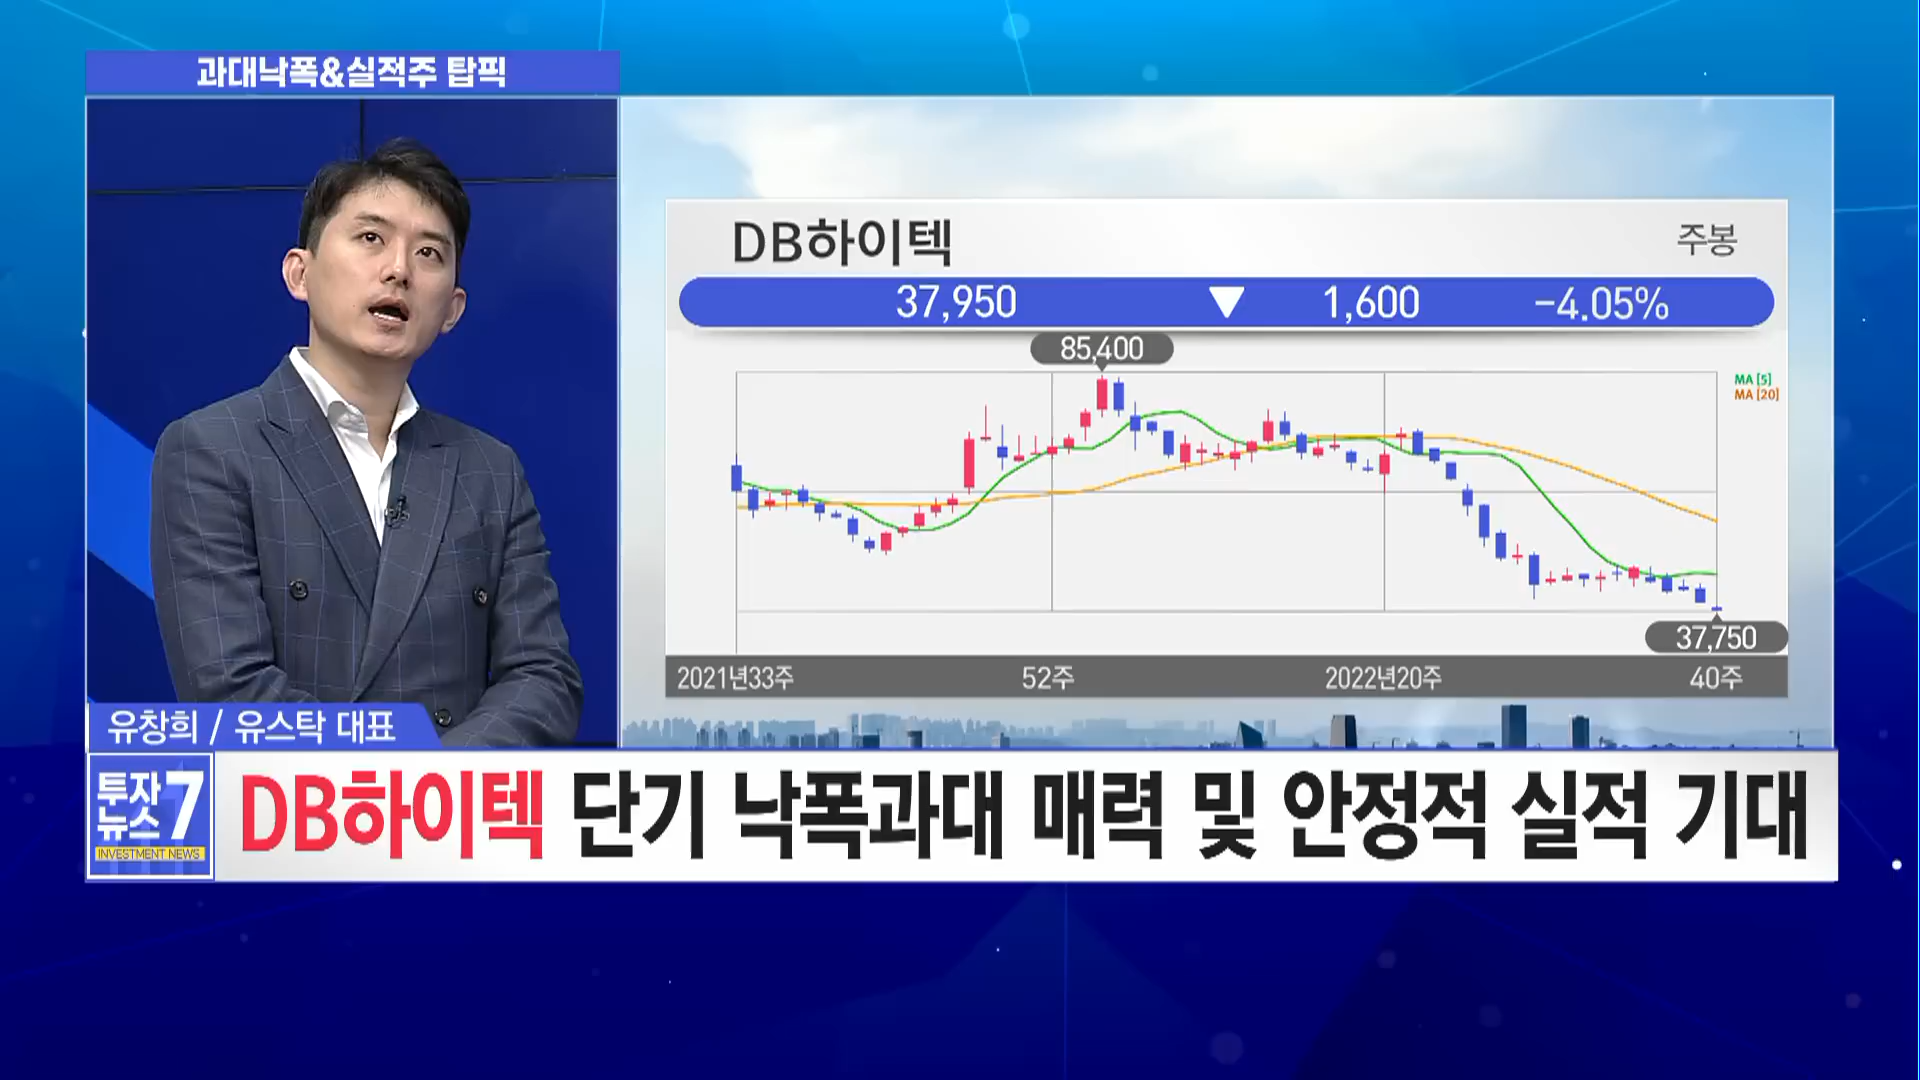 과대낙폭&실적주 탑픽
DB하이텍
주봉
37,950 ▼ 1,600 -4.05%
85,400
MA [5]
MA [20]
37,750
2021년33주 52주 2022년20주 40주
유창희 / 유스탁 대표
투자
뉴스7
INVESTMENT NEWS
DB하이텍 단기 낙폭과대 매력 및 안정적 실적 기대